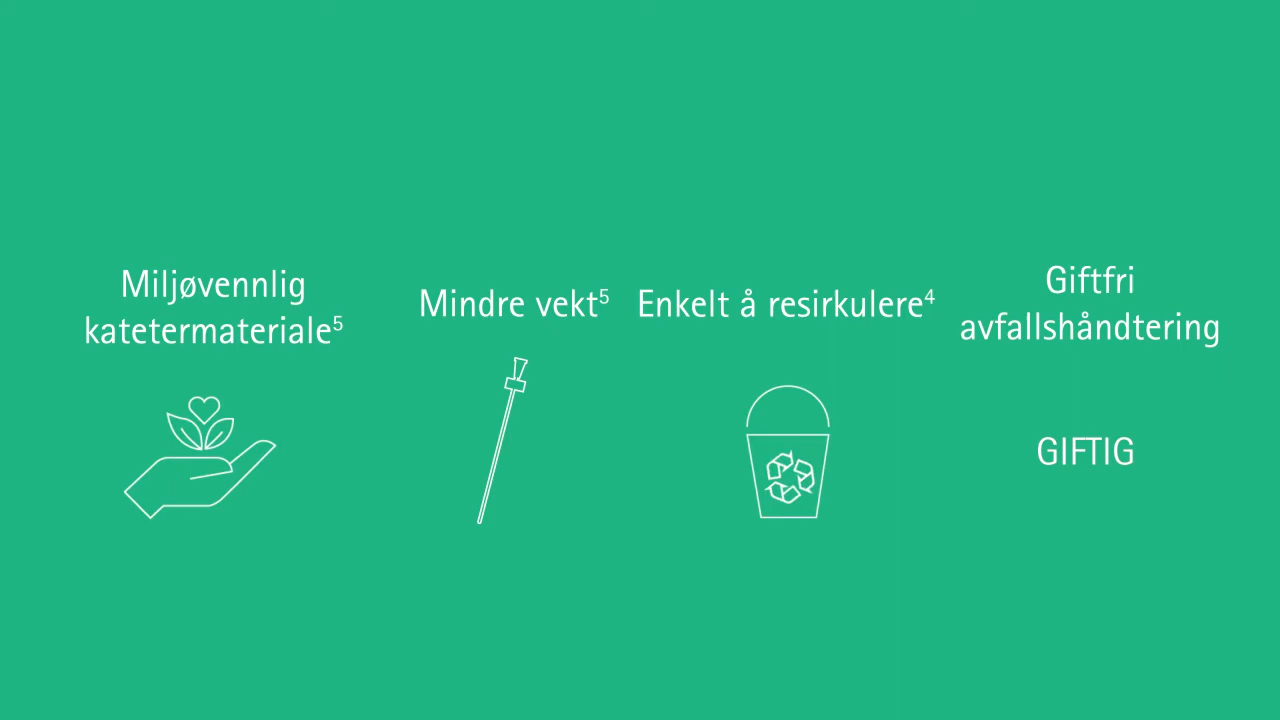 Miljøvennlig
katetermateriale⁵
Mindre vekt⁵
Enkelt å resirkulere⁴
Giftfri
avfallshåndtering
GIFTIG